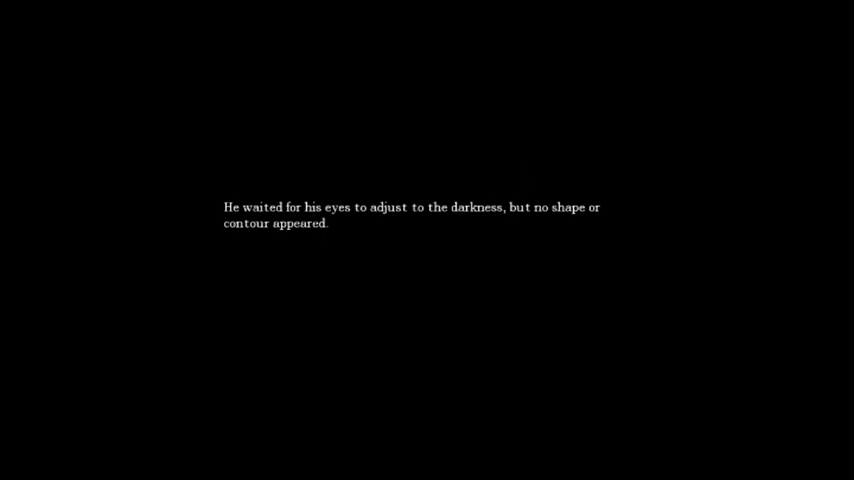 He waited for his eyes to adjust to the darkness, but no shape or
contour appeared.